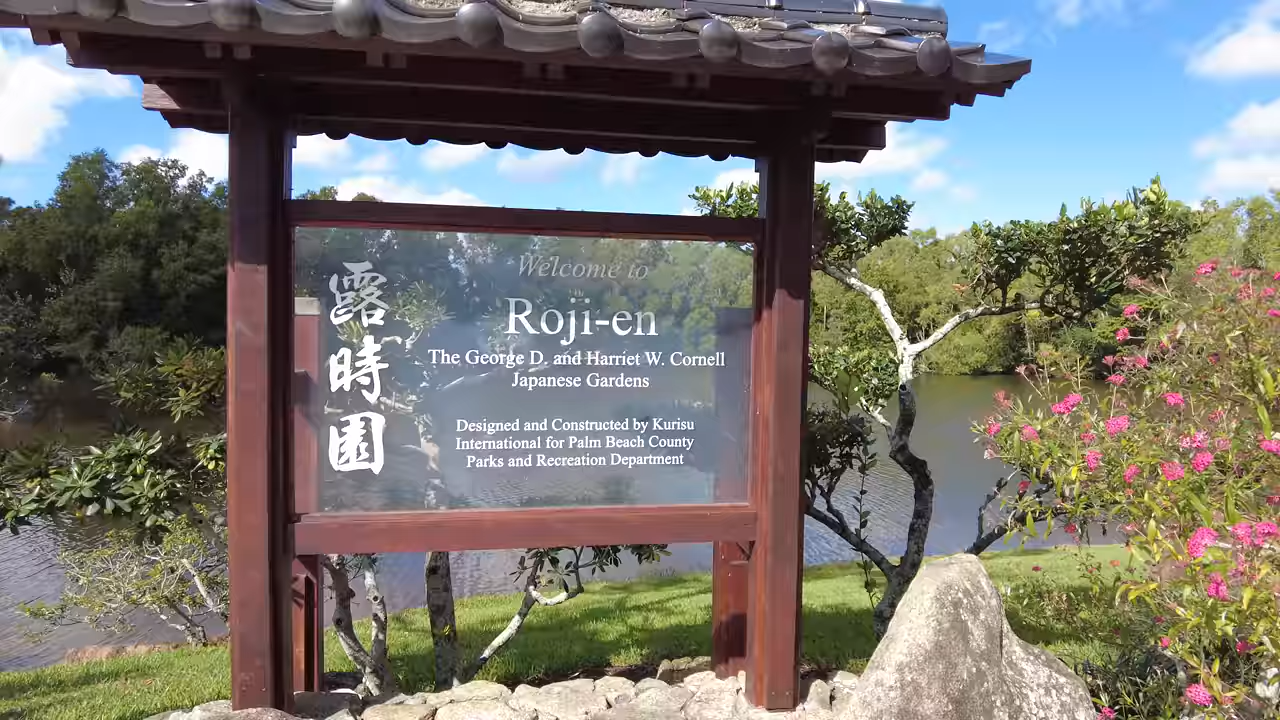 露時園
Welcome to
Roji-en
The George D. and Harriet W. Cornell
Japanese Gardens
Designed and Constructed by Kurisu
International for Palm Beach County
Parks and Recreation Department